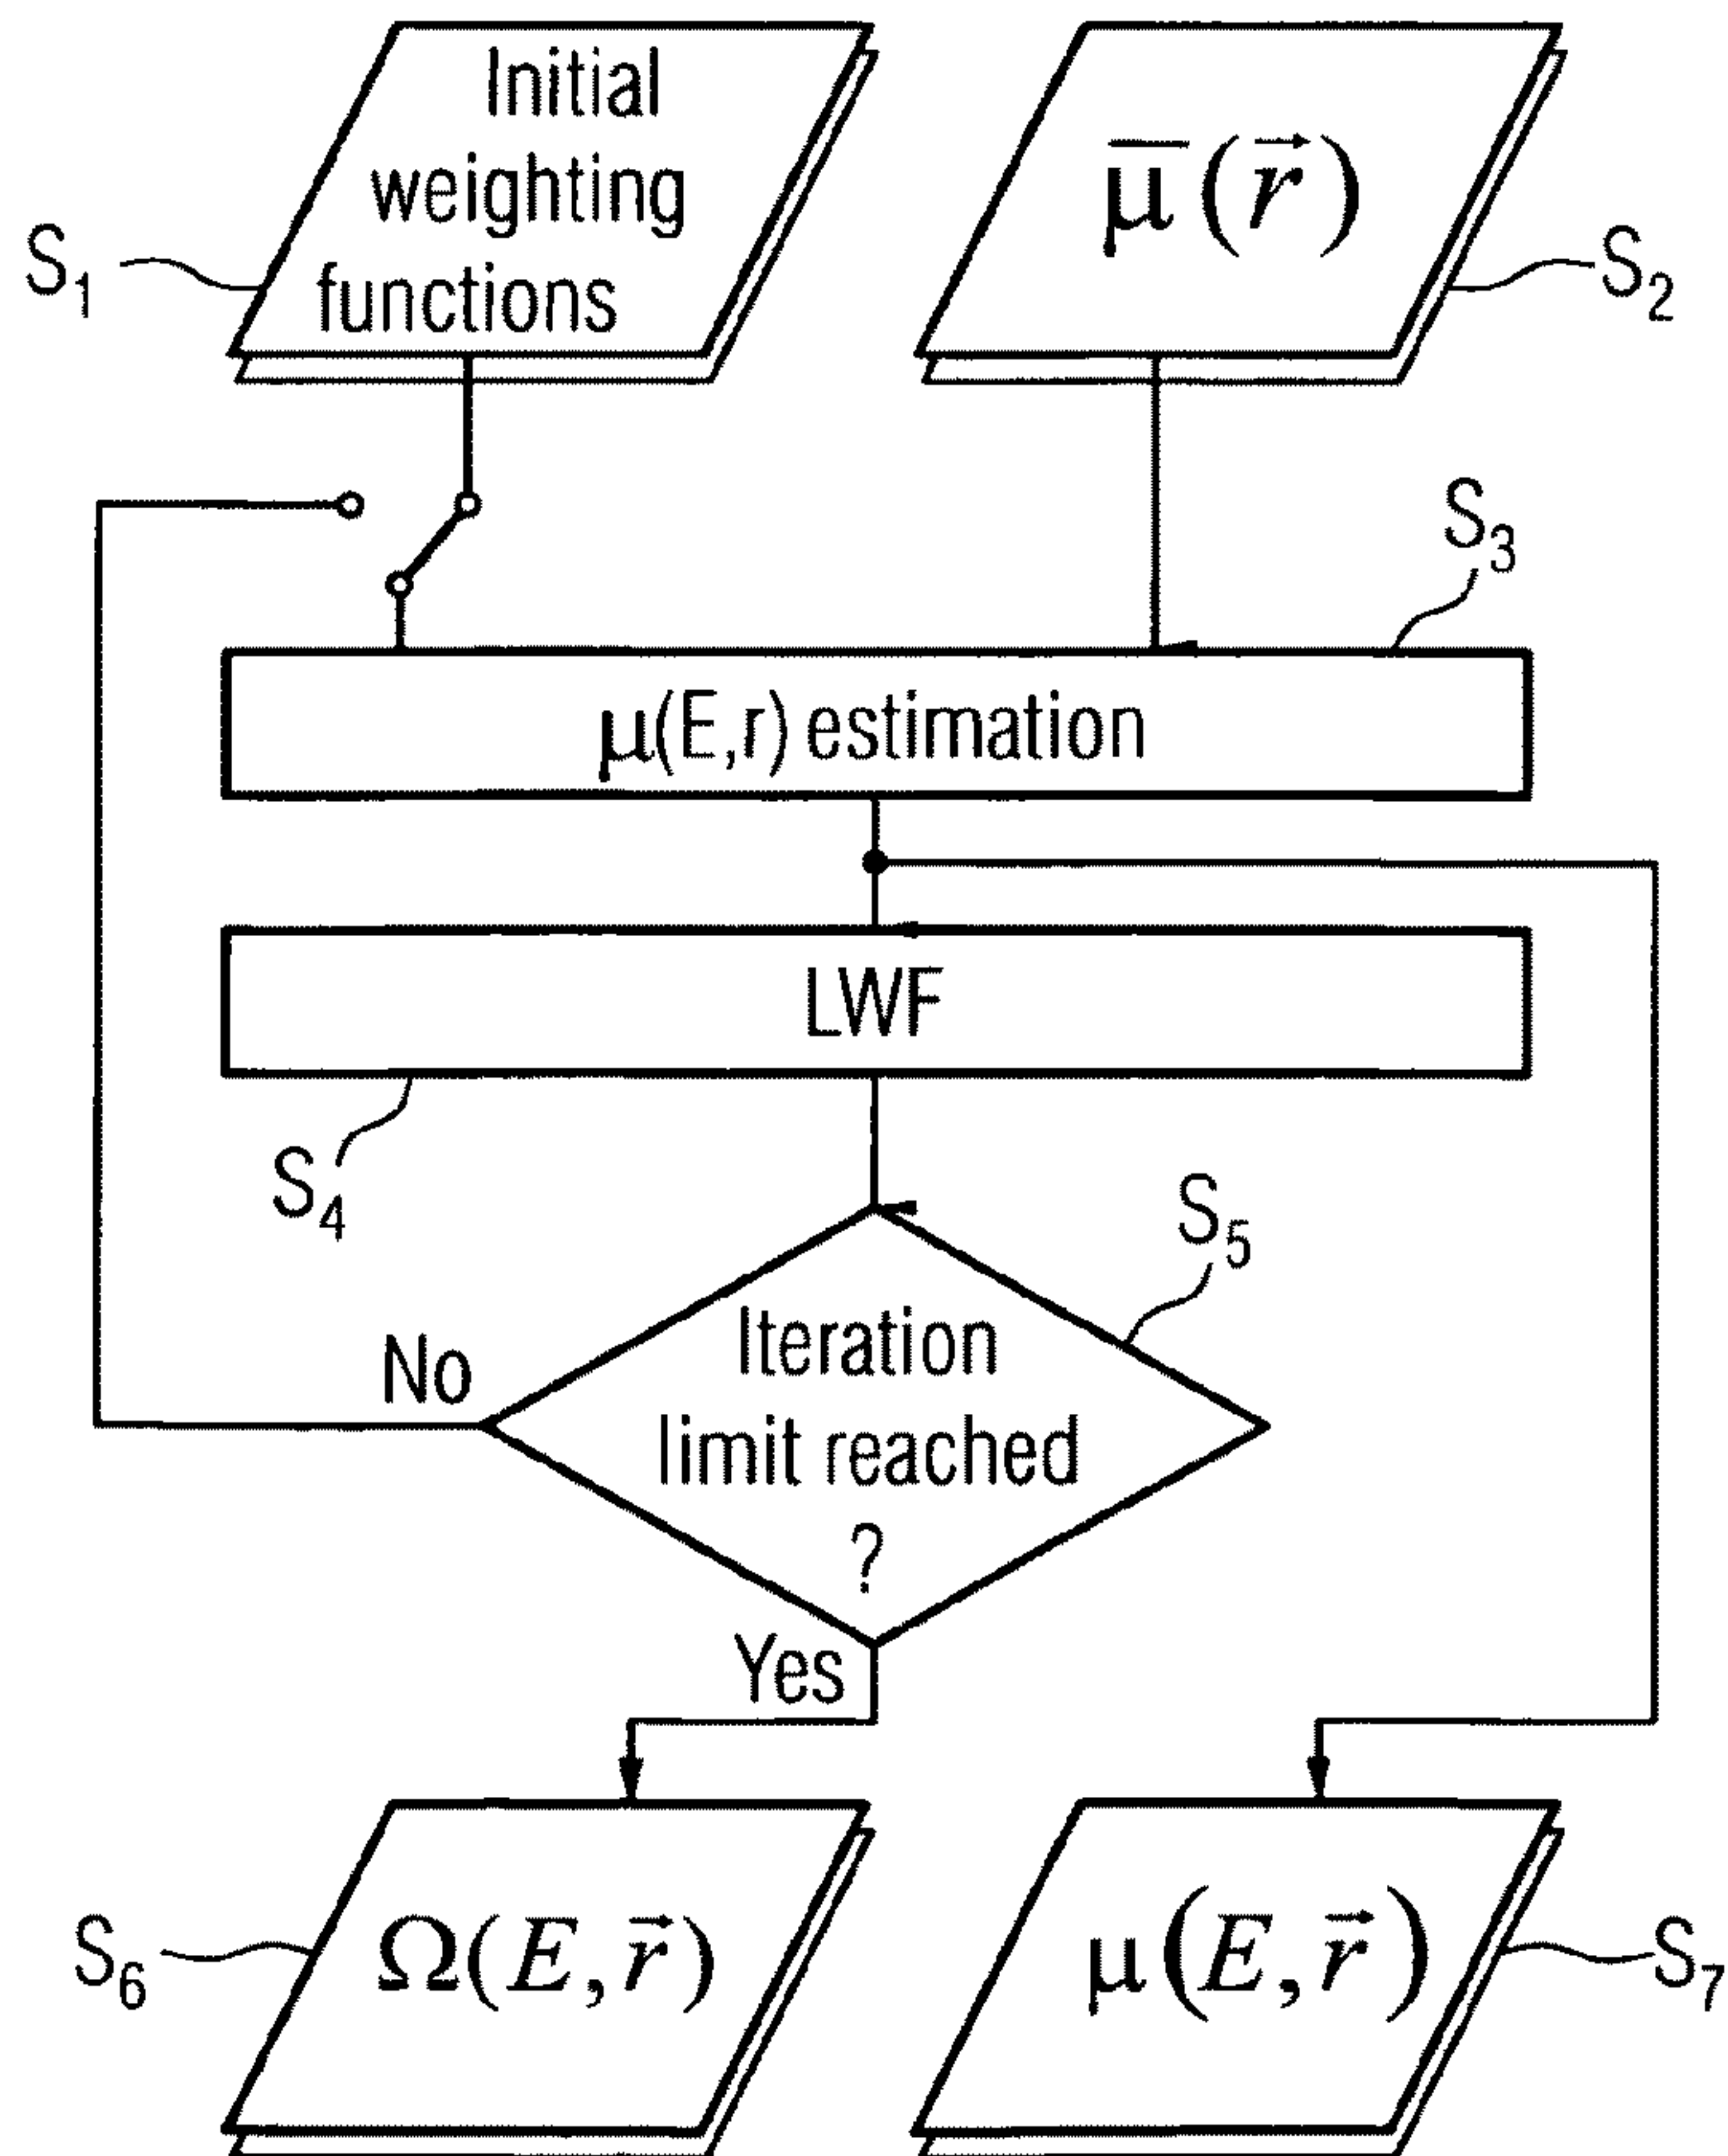 Initial
weighting
functions
μ̅(r⃗)
S₁
S₂
S₃
μ(E,r) estimation
LWF
S₄
S₅
Iteration
limit reached
?
No
Yes
Ω(E,r⃗)
μ(E,r⃗)
S₆
S₇